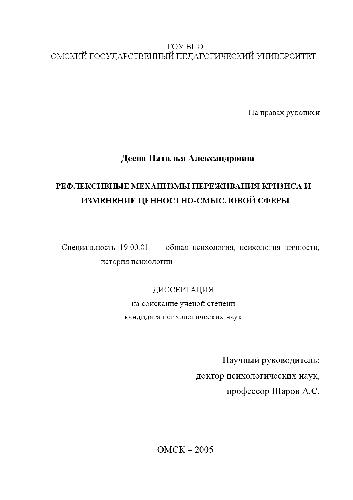 ГОУ ВПО
ОМСКИЙ ГОСУДАРСТВЕННЫЙ ПЕДАГОГИЧЕСКИЙ УНИВЕРСИТЕТ
На правах рукописи
Наталья Александровна
РЕФЛЕКСИВНЫЕ МЕХАНИЗМЫ ПЕРЕЖИВАНИЯ КРИЗИСА И
ИЗМЕНЕНИЕ ЦЕННОСТНО-СМЫСЛОВОЙ СФЕРЫ
Специальность 19.00.01 – общая психология, психология личности,
история психологии
ДИССЕРТАЦИЯ
на соискание ученой степени
кандидата психологических наук
Научный руководитель:
доктор психологических наук,
профессор Шаров А.С.
ОМСК – 2005